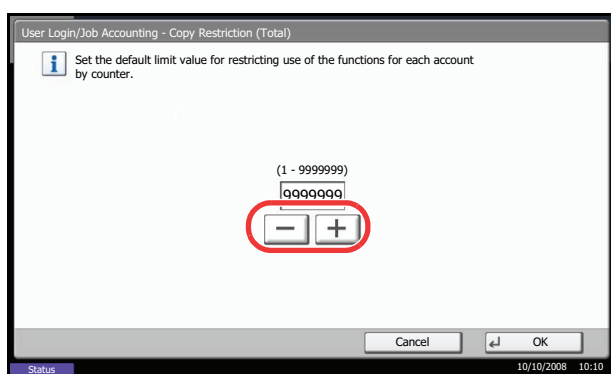 User Login/Job Accounting - Copy Restriction (Total)
Set the default limit value for restricting use of the functions for each account
by counter.
(1 - 9999999)
9999999
Cancel
OK
Status
10/10/2008 10:10